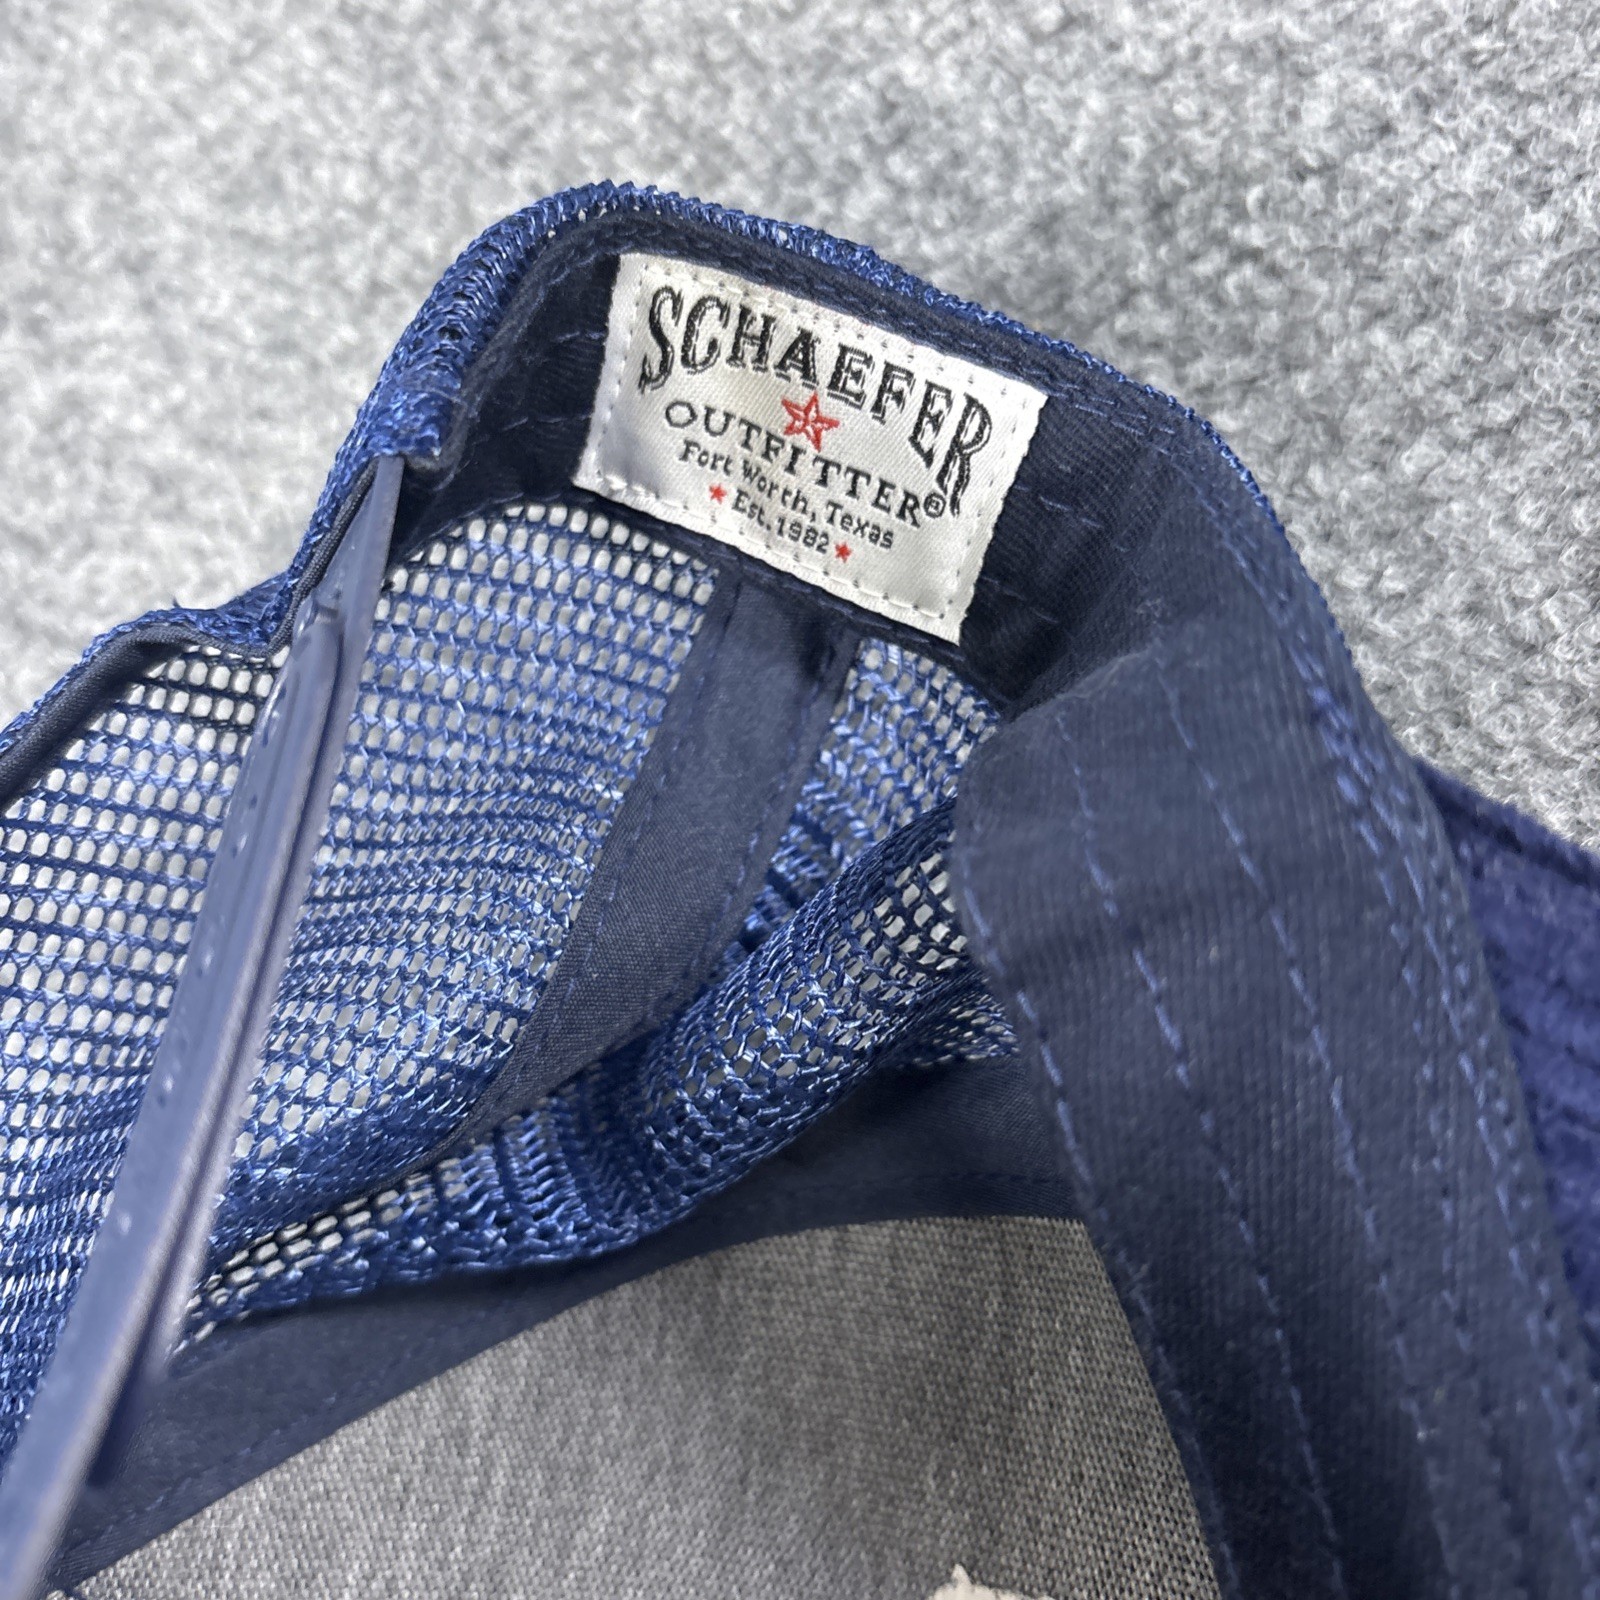 SCHAEFER
OUTFITTER®
Fort Worth, Texas
Est. 1982